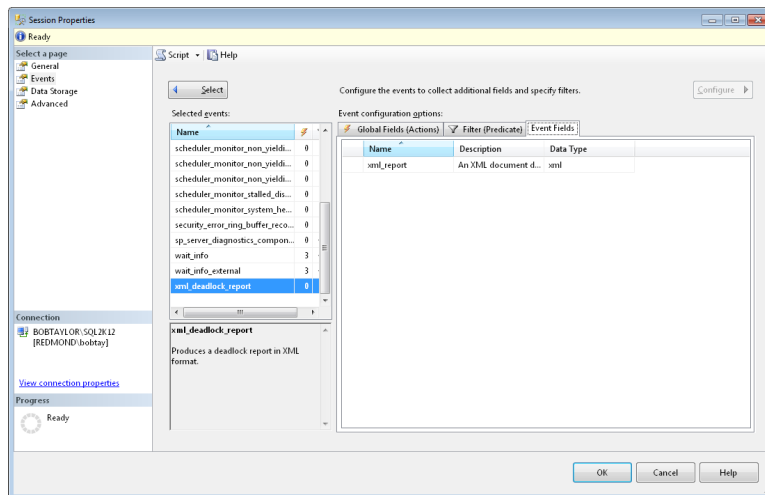 Session Properties
Ready
Select a page
General
Events
Data Storage
Advanced
Script Help
Select
Configure the events to collect additional fields and specify filters.
Configure
Selected events:
Event configuration options:
Name
Global Fields (Actions) Filter (Predicate) Event Fields
Name Description Data Type
scheduler_monitor_non_yieldi... 0
xml_report An XML document d... xml
scheduler_monitor_non_yieldi... 0
scheduler_monitor_non_yieldi... 0
scheduler_monitor_stalled_dis... 0
scheduler_monitor_system_he... 0
security_error_ring_buffer_reco... 0
sp_server_diagnostics_compon... 0
wait_info 3
wait_info_external 3
xml_deadlock_report 0
xml_deadlock_report
Produces a deadlock report in XML
format.
Connection
BOBTAYLOR\SQL2K12
[REDMOND\bobtay]
View connection properties
Progress
Ready
OK Cancel Help